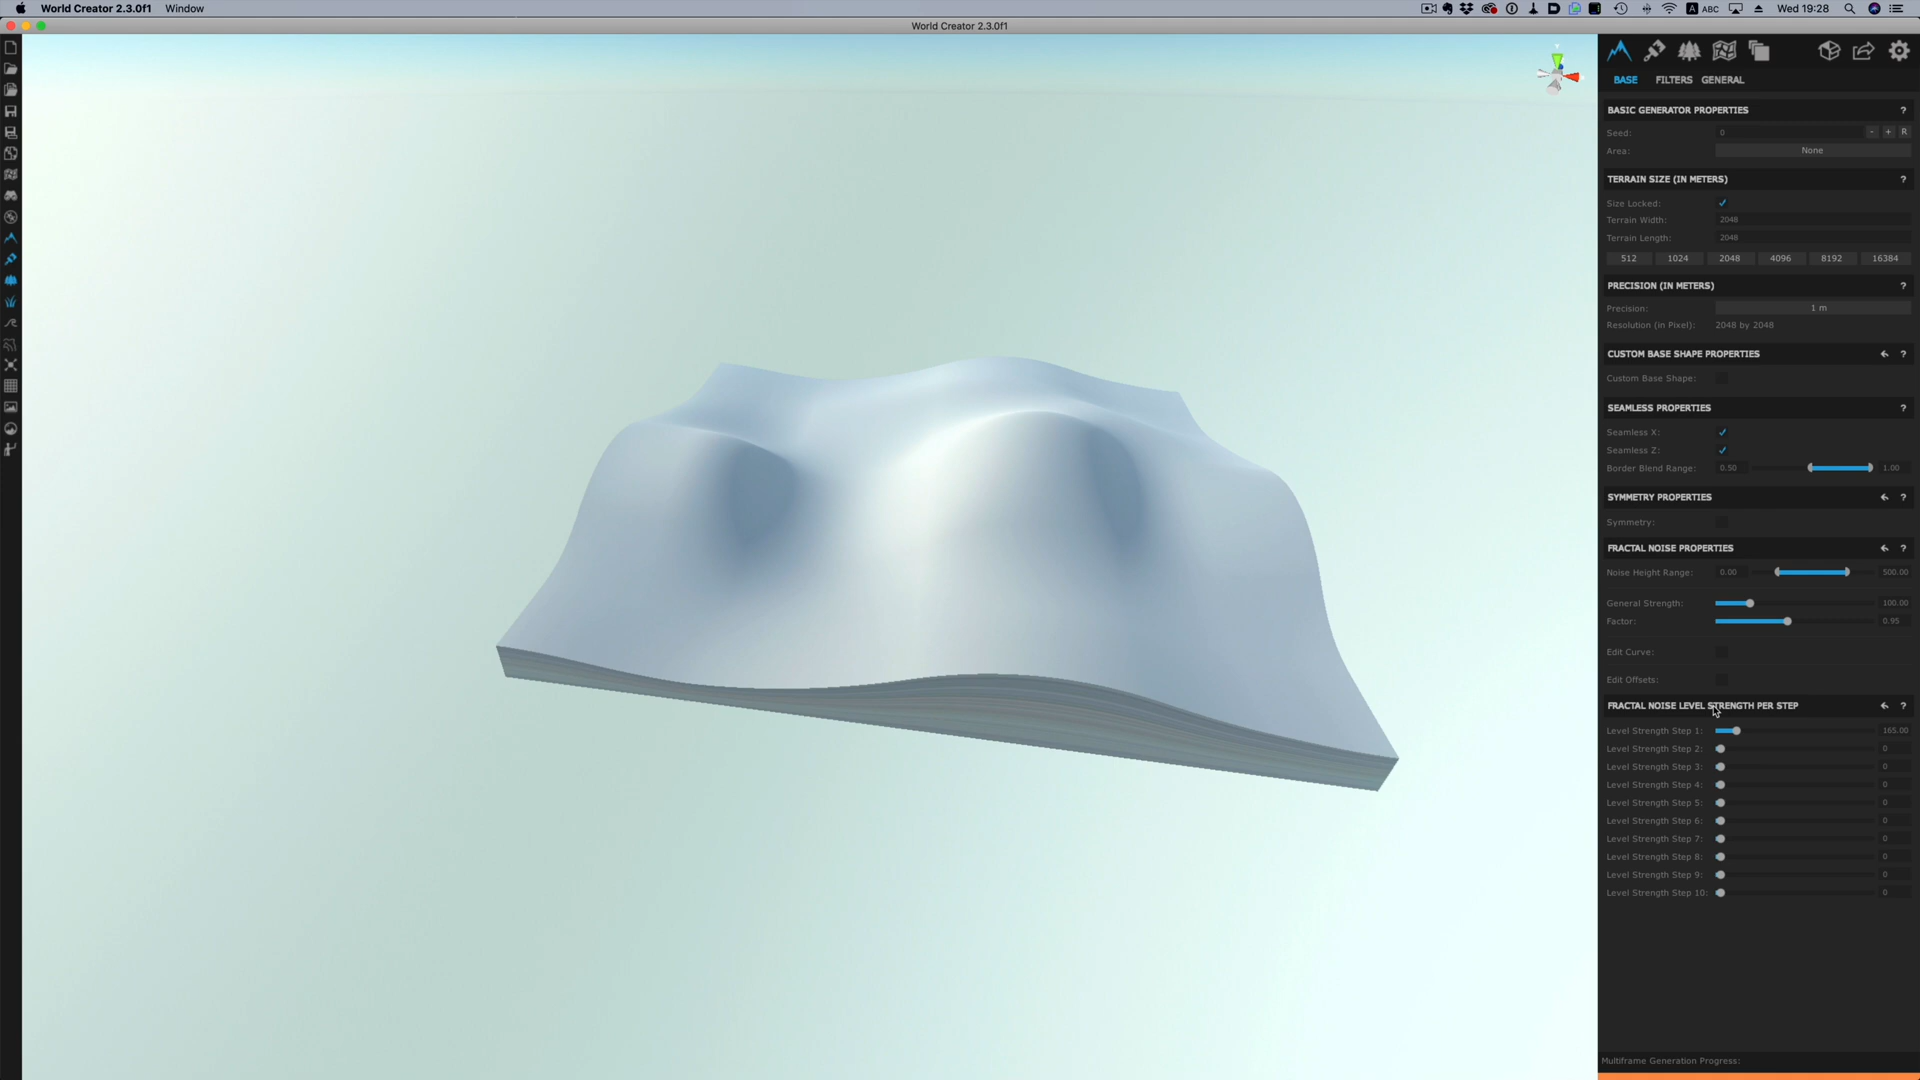 World Creator 2.3.0f1 Window
ABC Wed 19:28
World Creator 2.3.0f1
BASE FILTERS GENERAL
BASIC GENERATOR PROPERTIES ?
Seed: 0 - + R
Area: None
TERRAIN SIZE (IN METERS) ?
Size Locked:
Terrain Width: 2048
Terrain Length: 2048
512 1024 2048 4096 8192 16384
PRECISION (IN METERS) ?
Precision: 1 m
Resolution (in Pixel): 2048 by 2048
CUSTOM BASE SHAPE PROPERTIES ?
Custom Base Shape:
SEAMLESS PROPERTIES ?
Seamless X:
Seamless Z:
Border Blend Range: 0.50 1.00
SYMMETRY PROPERTIES ?
Symmetry:
FRACTAL NOISE PROPERTIES ?
Noise Height Range: 0.00 500.00
General Strength: 100.00
Factor: 0.95
Edit Curve:
Edit Offsets:
FRACTAL NOISE LEVEL STRENGTH PER STEP ?
Level Strength Step 1: 165.00
Level Strength Step 2: 0
Level Strength Step 3: 0
Level Strength Step 4: 0
Level Strength Step 5: 0
Level Strength Step 6: 0
Level Strength Step 7: 0
Level Strength Step 8: 0
Level Strength Step 9: 0
Level Strength Step 10: 0
Multiframe Generation Progress: